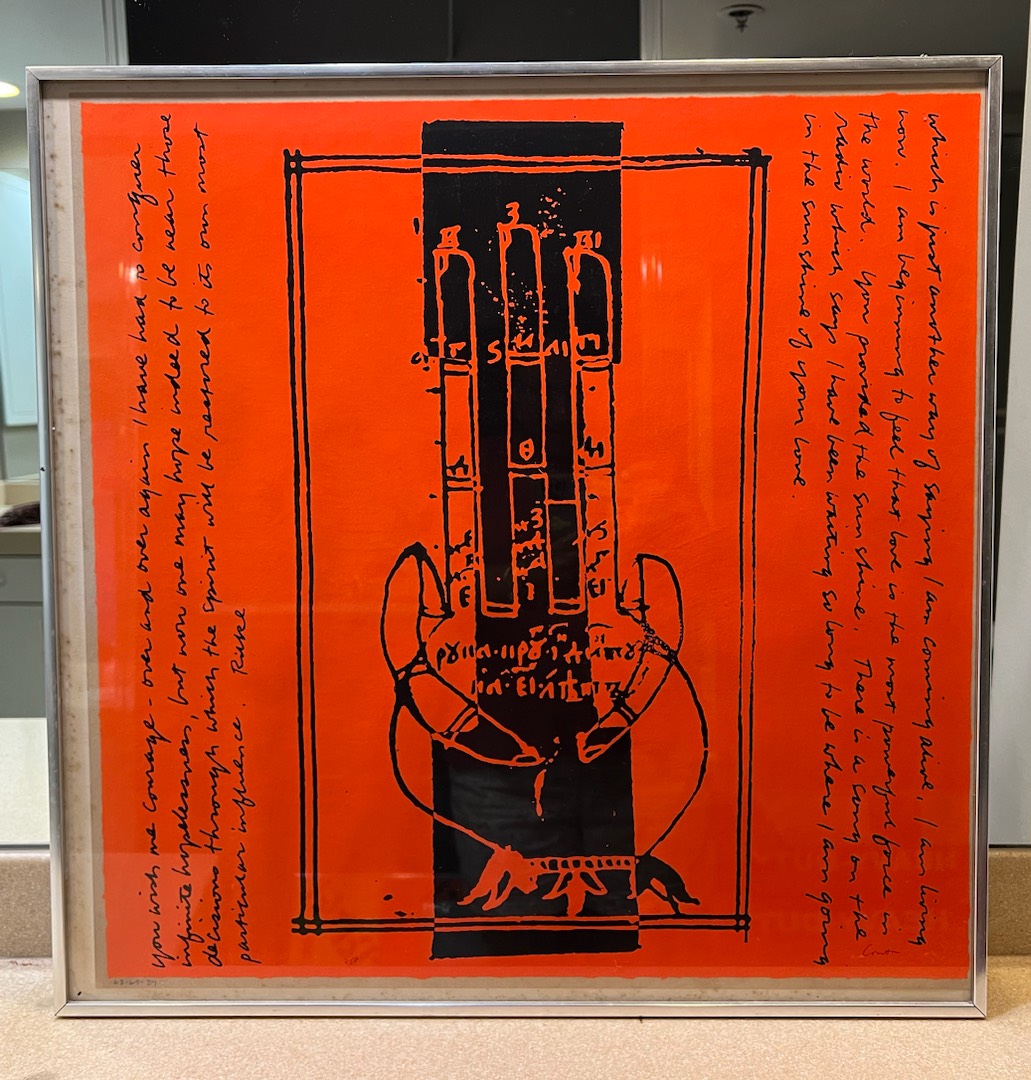 you wish me courage – over and over again I have had to conquer
infinite hopelessness, but now one may hope indeed to be near those
decisions through which the spirit will be restored to its own most
particular influence. Rilke
3
θ
3
which is just another way of saying I am coming alive, I am living
now. I am beginning to feel that love is the most powerful force in
the world. you provided the sunshine. There is a song on the
radio which says I have been waiting so long to be where I am going
in the sunshine of your love.